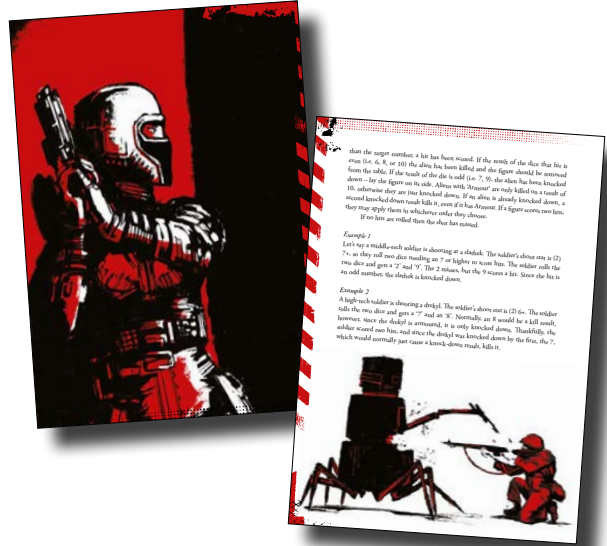 than the target number, a hit has been scored. If the result of the dice that hit is
even (i.e. 6, 8, or 10) the alien has been killed and the figure should be removed
from the table. If the result of the die is odd (i.e. 7, 9), the alien has been knocked
down – lay the figure on its side. Aliens with 'Armour' are only killed on a result of
10, otherwise they are just knocked down. If an alien is already knocked down, a
second knocked down result kills it, even if it has Armour. If a figure scores two hits,
they may apply them in whichever order they choose.
If no hits are rolled then the shot has missed.
Example 1
Let's say a middle-tech soldier is shooting at a slashek. The soldier's shoot stat is (2)
7+, so they roll two dice needing an 7 or higher to score hits. The soldier rolls the
two dice and gets a '2' and '9'. The 2 misses, but the 9 scores a hit. Since the hit is
an odd number, the slashek is knocked down.
Example 2
A high-tech soldier is shooting a drekyl. The soldier's shoot stat is (2) 6+. The soldier
rolls the two dice and gets a '7' and an '8'. Normally, an 8 would be a kill result,
however, since the drekyl is armoured, it is only knocked down. Thankfully, the
soldier scored two hits, and since the drekyl was knocked down by the first, the 7,
which would normally just cause a knock-down result, kills it.